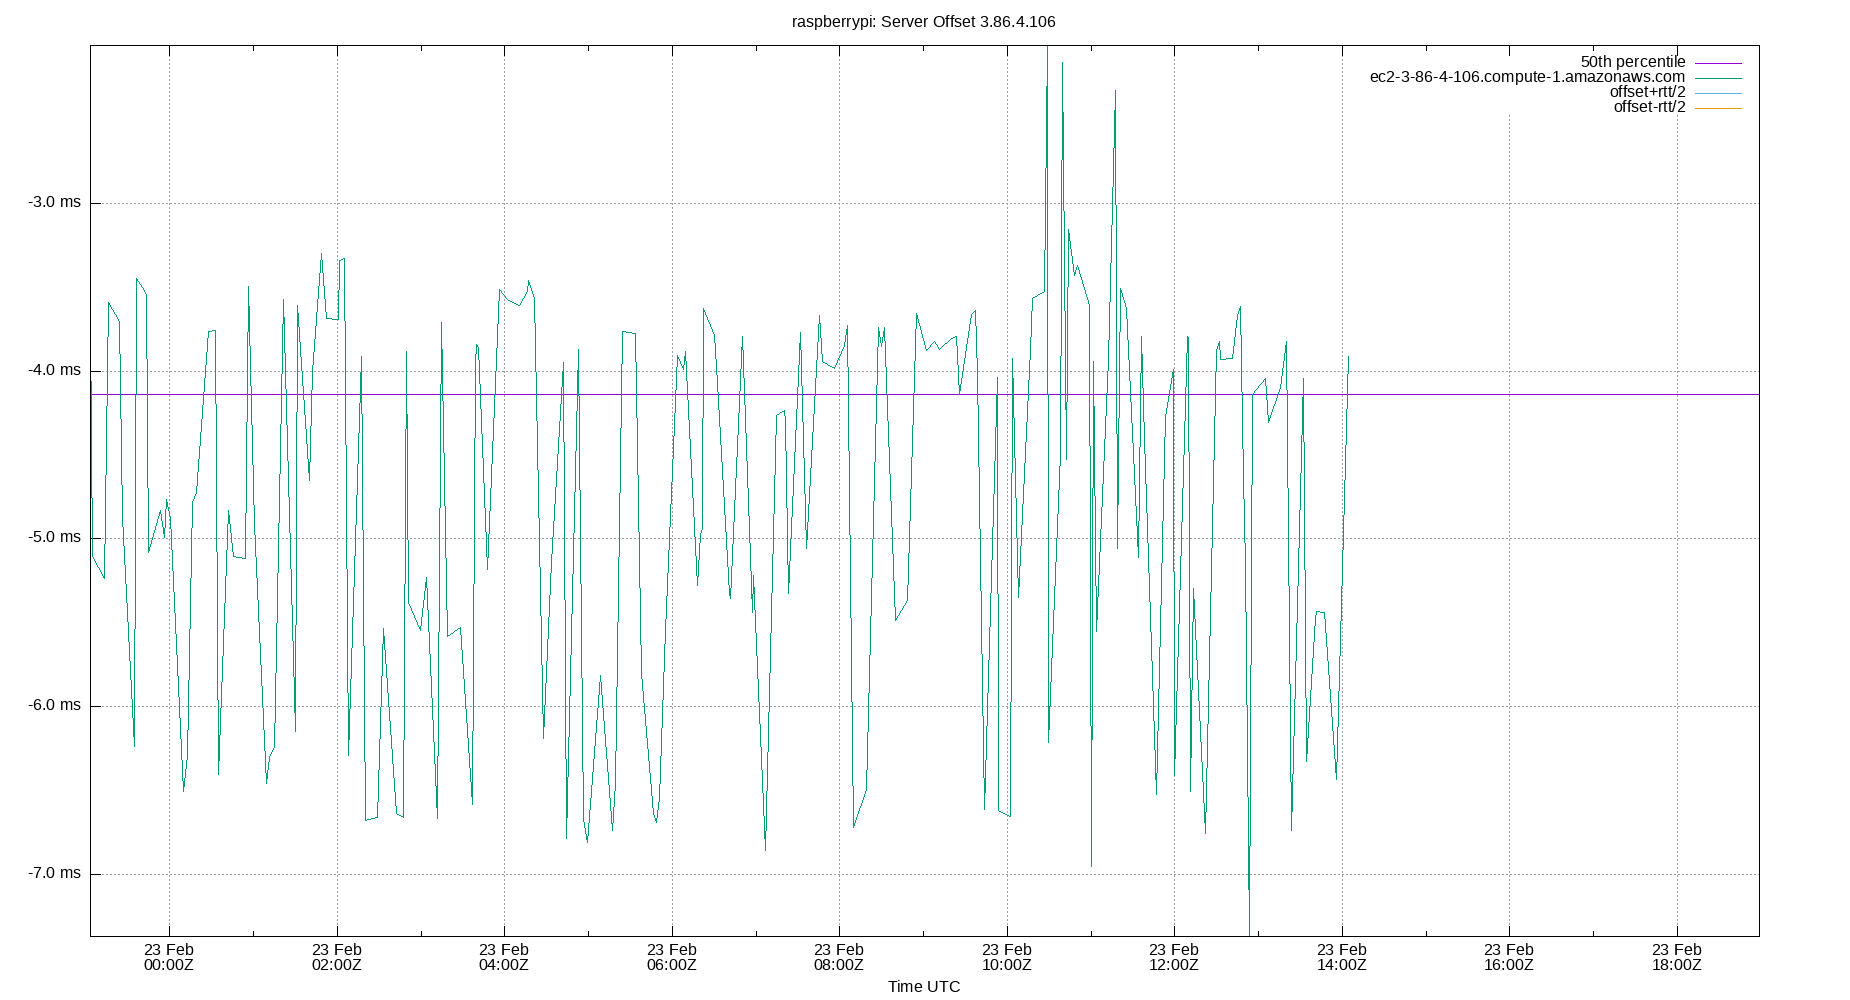 raspberrypi: Server Offset 3.86.4.106
50th percentile
ec2-3-86-4-106.compute-1.amazonaws.com
offset+rtt/2
offset-rtt/2
-3.0 ms
-4.0 ms
-5.0 ms
-6.0 ms
-7.0 ms
23 Feb 23 Feb 23 Feb 23 Feb 23 Feb 23 Feb 23 Feb 23 Feb 23 Feb 23 Feb
00:00Z 02:00Z 04:00Z 06:00Z 08:00Z 10:00Z 12:00Z 14:00Z 16:00Z 18:00Z
Time UTC